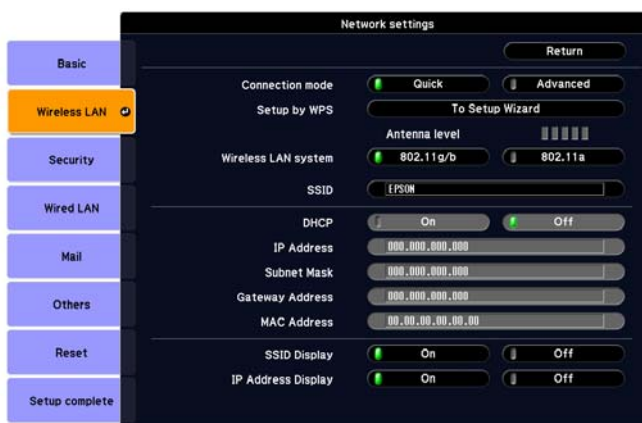 Network settings
Return
Basic
Wireless LAN
Security
Wired LAN
Mail
Others
Reset
Setup complete
Connection mode Quick Advanced
Setup by WPS To Setup Wizard
Antenna level
Wireless LAN system 802.11g/b 802.11a
SSID EPSON
DHCP On Off
IP Address 000.000.000.000
Subnet Mask 000.000.000.000
Gateway Address 000.000.000.000
MAC Address 00.00.00.00.00.00
SSID Display On Off
IP Address Display On Off